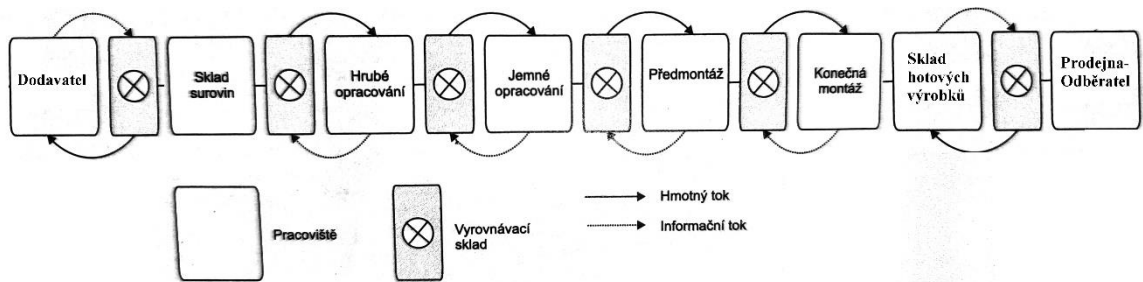 Dodavatel
Sklad
surovin
Hrubé
opracování
Jemné
opracování
Předmontáž
Konečná
montáž
Sklad
hotových
výrobků
Prodejna-
Odběratel
Pracoviště
Vyrovnávací
sklad
Hmotný tok
Informační tok